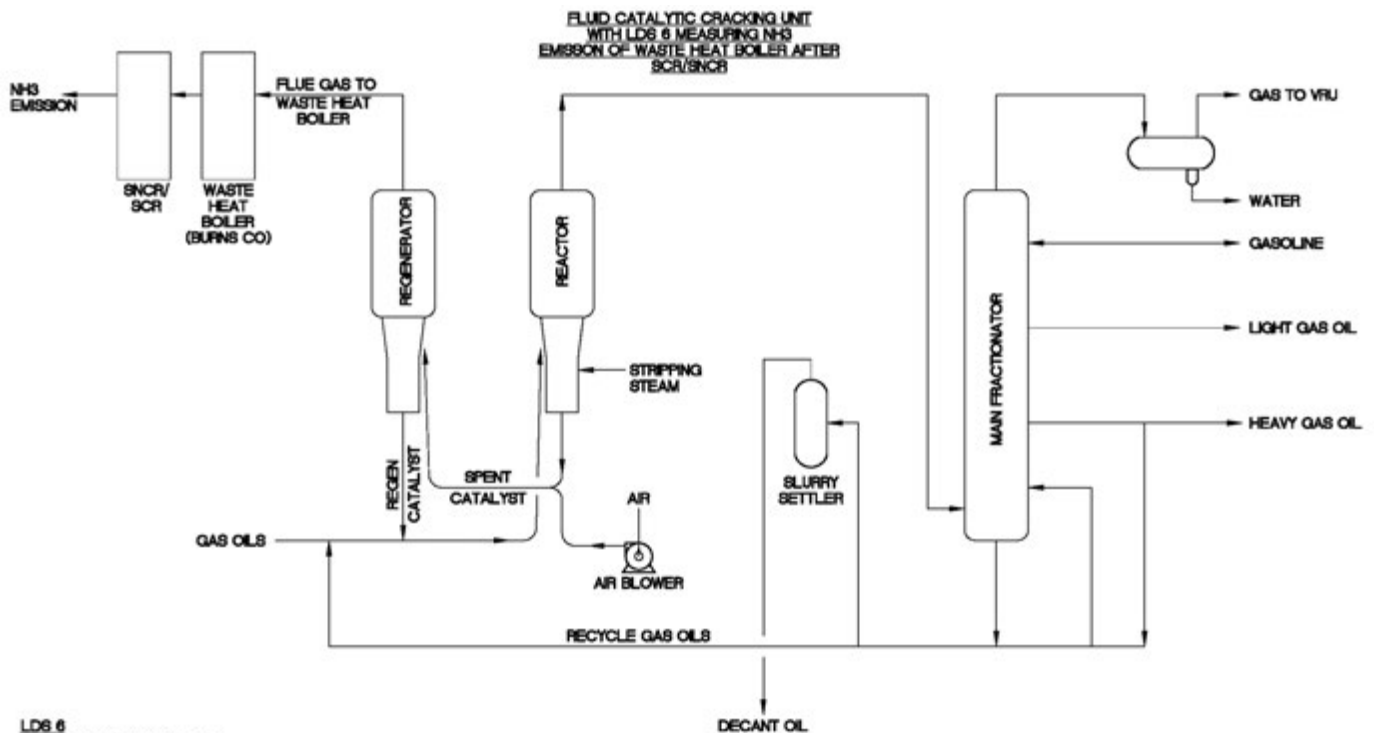 FLUID CATALYTIC CRACKING UNIT
WITH LDS 6 MEASURING NH3
EMISSON OF WASTE HEAT BOILER AFTER
SCR/SNCR
NH3
EMISSION
FLUE GAS TO
WASTE HEAT
BOILER
GAS TO VRU
SNCR/
SCR
WASTE
HEAT
BOILER
(BURNS CO)
WATER
REGENERATOR
REACTOR
GASOLINE
MAIN FRACTIONATOR
LIGHT GAS OIL
STRIPPING
STEAM
HEAVY GAS OIL
REGEN
CATALYST
SPENT
CATALYST
SLURRY
SETTLER
AIR
GAS OILS
AIR BLOWER
RECYCLE GAS OILS
LDS 6
DECANT OIL